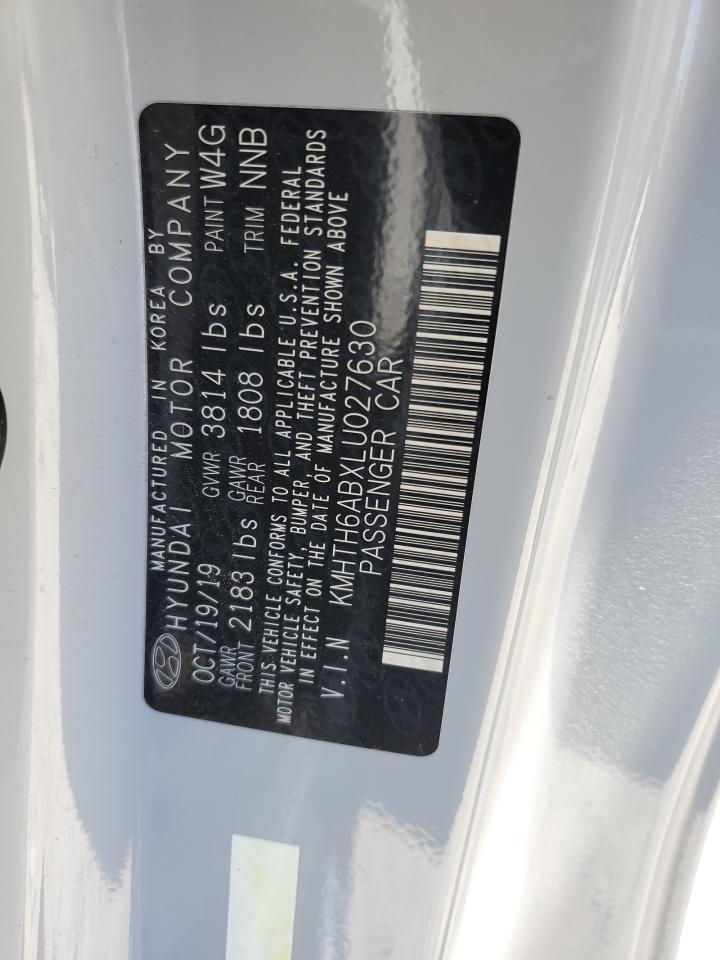 MANUFACTURED IN KOREA BY
HYUNDAI MOTOR COMPANY
OCT/19/19 GVWR 3814 lbs PAINT W4G
GAWR FRONT 2183 lbs GAWR REAR 1808 lbs TRIM NNB
THIS VEHICLE CONFORMS TO ALL APPLICABLE U.S.A. FEDERAL
MOTOR VEHICLE SAFETY, BUMPER, AND THEFT PREVENTION STANDARDS
IN EFFECT ON THE DATE OF MANUFACTURE SHOWN ABOVE
V.I.N KMHTH6ABXLU027630
PASSENGER CAR